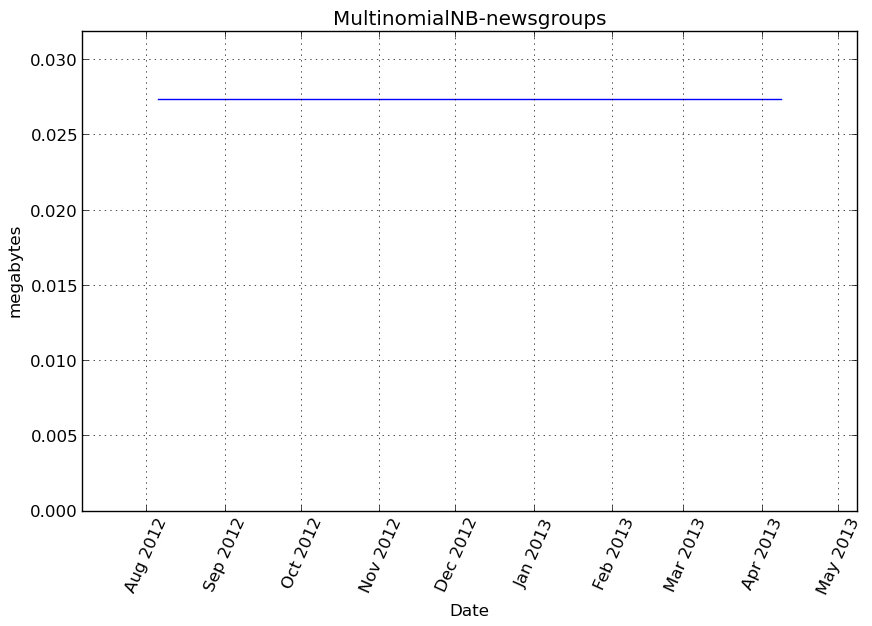 MultinomialNB-newsgroups
0.030
0.025
0.020
0.015
0.010
0.005
0.000
megabytes
Aug 2012
Sep 2012
Oct 2012
Nov 2012
Dec 2012
Jan 2013
Feb 2013
Mar 2013
Apr 2013
May 2013
Date